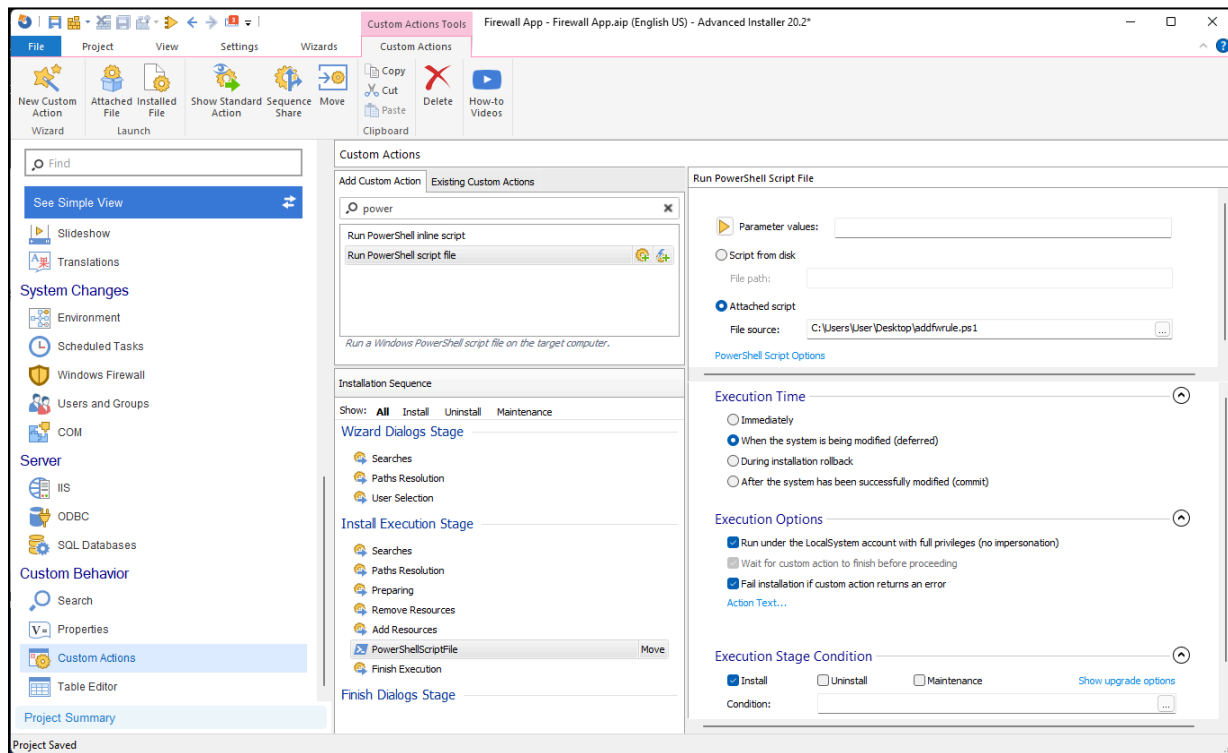 Custom Actions Tools
Firewall App - Firewall App.aip (English US) - Advanced Installer 20.2*
File
Project
View
Settings
Wizards
Custom Actions
New Custom Action
Wizard
Attached File
Installed File
Launch
Show Standard Action
Sequence Share
Move
Copy
Cut
Paste
Clipboard
Delete
How-to Videos
Find
See Simple View
Slideshow
Translations
System Changes
Environment
Scheduled Tasks
Windows Firewall
Users and Groups
COM
Server
IIS
ODBC
SQL Databases
Custom Behavior
Search
Properties
Custom Actions
Table Editor
Project Summary
Project Saved
Custom Actions
Add Custom Action
Existing Custom Actions
power
Run PowerShell inline script
Run PowerShell script file
Run a Windows PowerShell script file on the target computer.
Installation Sequence
Show: All Install Uninstall Maintenance
Wizard Dialogs Stage
Searches
Paths Resolution
User Selection
Install Execution Stage
Searches
Paths Resolution
Preparing
Remove Resources
Add Resources
PowerShellScriptFile Move
Finish Execution
Finish Dialogs Stage
Run PowerShell Script File
Parameter values:
Script from disk
File path:
Attached script
File source: C:\Users\User\Desktop\addfwrule.ps1 ...
PowerShell Script Options
Execution Time
Immediately
When the system is being modified (deferred)
During installation rollback
After the system has been successfully modified (commit)
Execution Options
Run under the LocalSystem account with full privileges (no impersonation)
Wait for custom action to finish before proceeding
Fail installation if custom action returns an error
Action Text...
Execution Stage Condition
Install Uninstall Maintenance Show upgrade options
Condition: ...